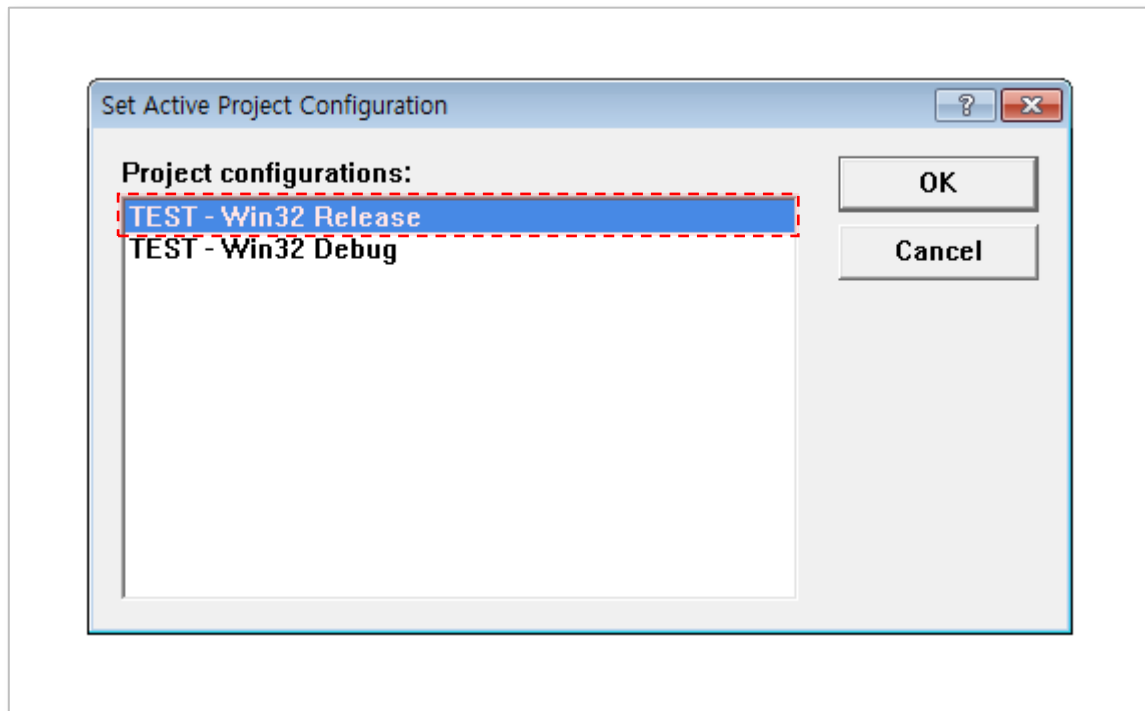 Set Active Project Configuration
Project configurations:
TEST - Win32 Release
TEST - Win32 Debug
OK
Cancel